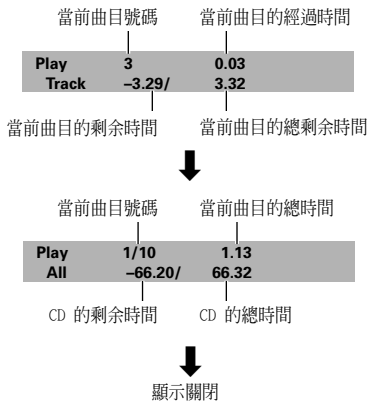 當前曲目號碼 當前曲目的經過時間
Play 3 0.03
Track –3.29/ 3.32
當前曲目的剩余時間 當前曲目的總剩余時間
當前曲目號碼 當前曲目的總時間
Play 1/10 1.13
All –66.20/ 66.32
CD 的剩余時間 CD 的總時間
顯示關閉